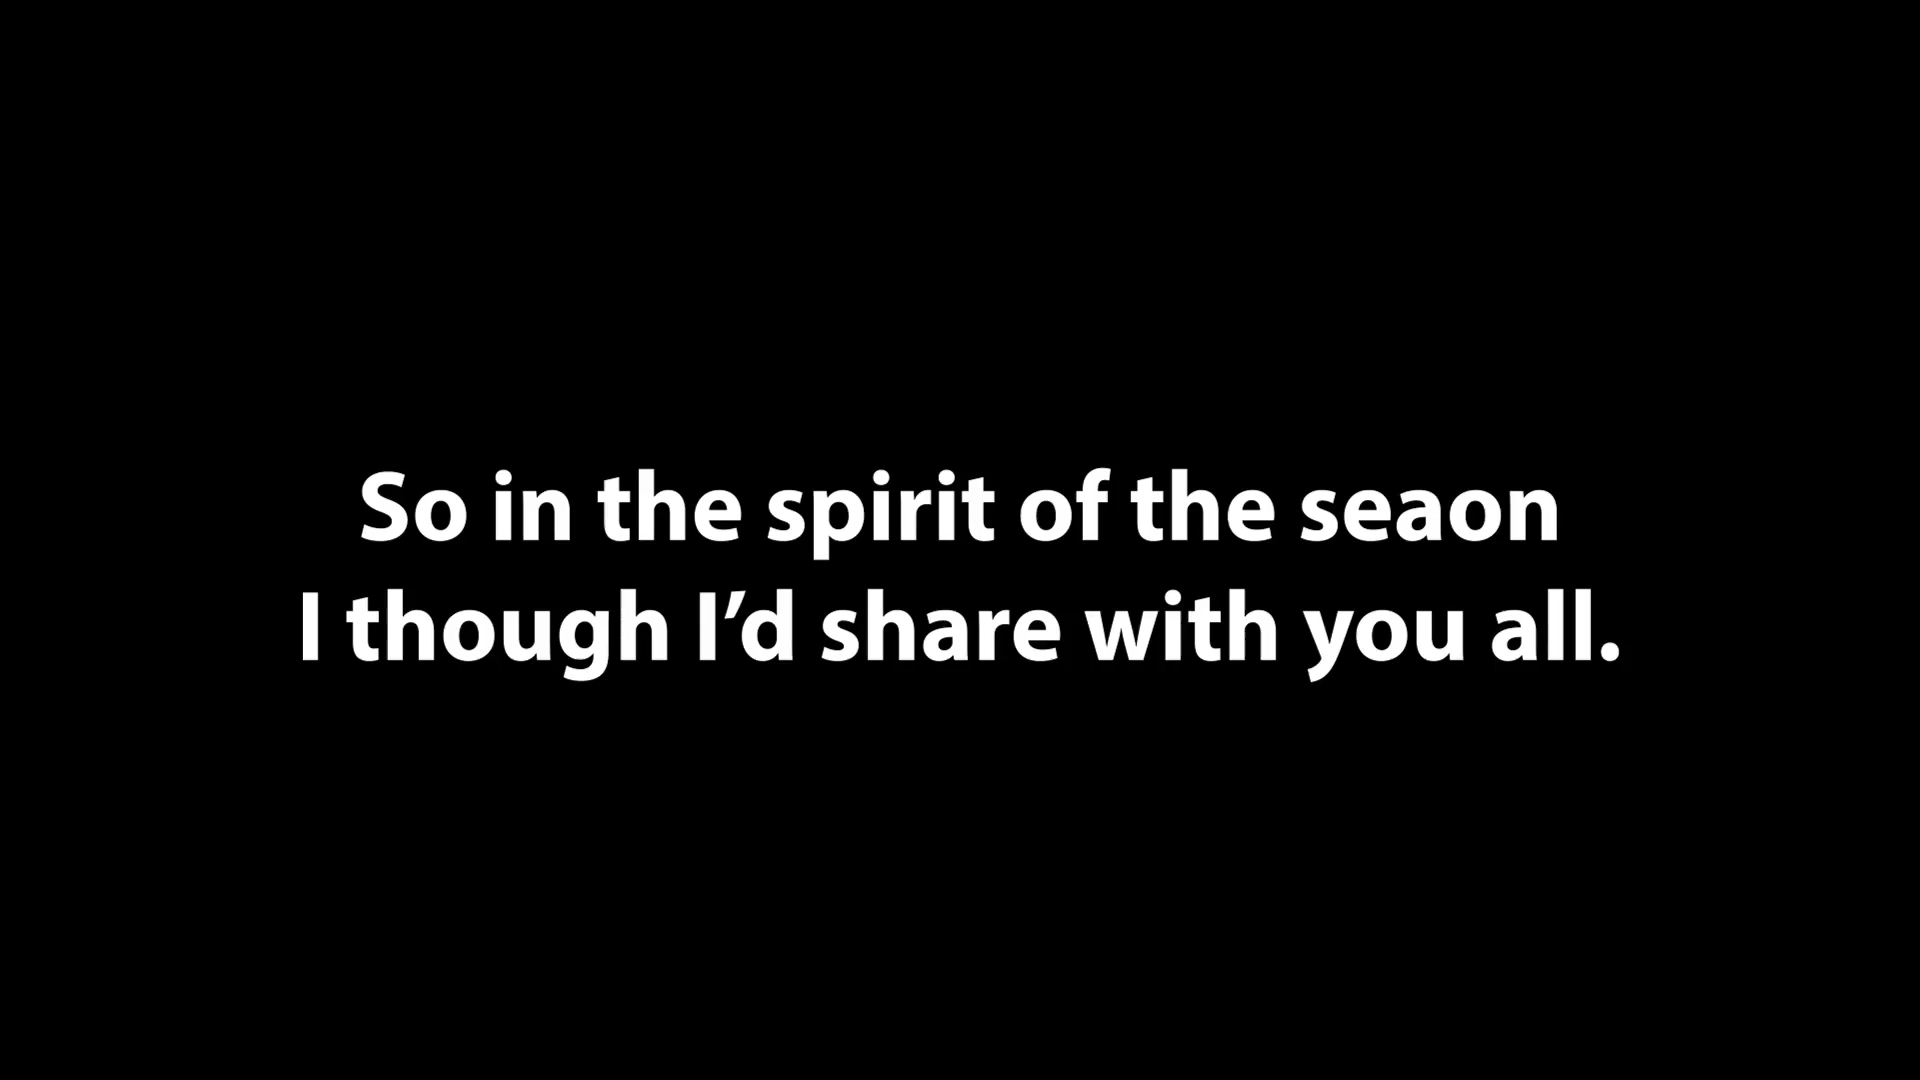 So in the spirit of the seaon
I though I’d share with you all.